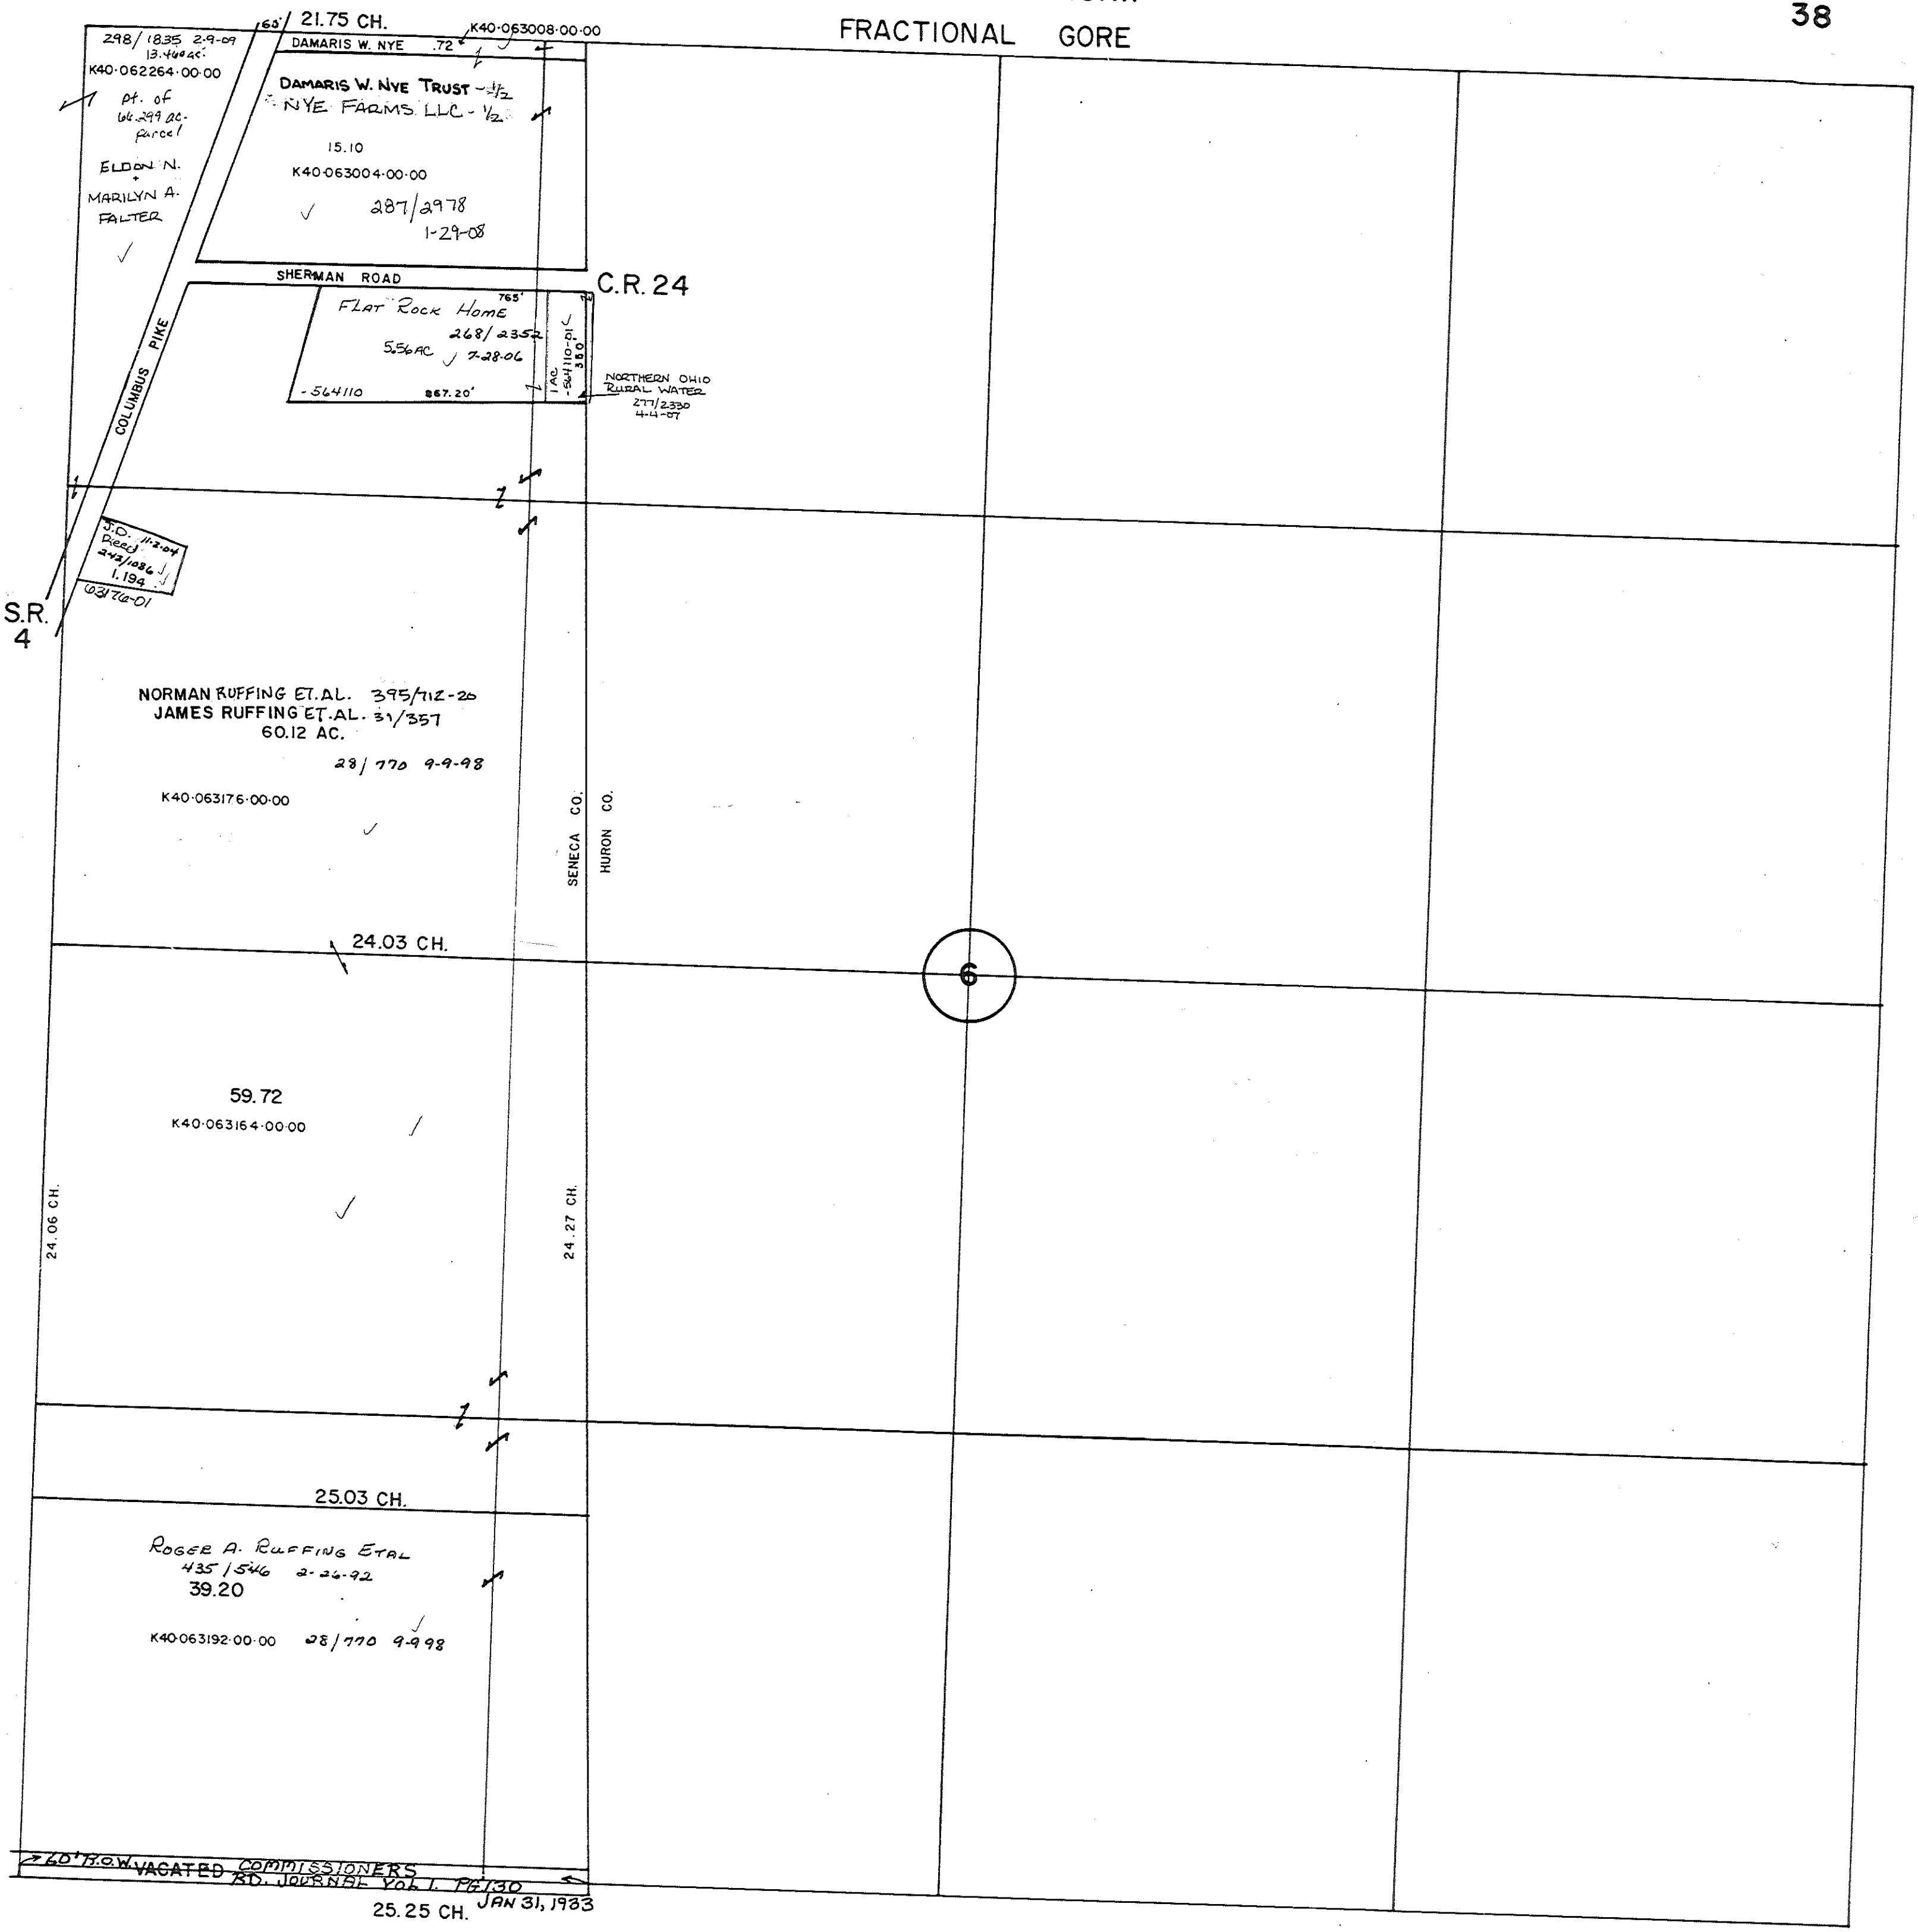 FRACTIONAL GORE
38
21.75 CH.
K40-063008-00-00
65'
298/1835 2-9-09
13.460 ac.
K40-062264-00-00
pt. of
66.299 ac.
parcel
ELDON N.
+
MARILYN A.
FALTER
DAMARIS W. NYE .72
DAMARIS W. NYE TRUST - 1/2
NYE FARMS LLC - 1/2
15.10
K40-063004-00-00
287/2978
1-29-08
SHERMAN ROAD
C.R. 24
COLUMBUS PIKE
FLAT ROCK HOME
765'
268/2352
5.56 AC 7-28-06
-564110
867.20'
1 AC
-564110-01
380'
NORTHERN OHIO
RURAL WATER
277/2330
4-4-07
J.D. 11-2-04
243/1086
1.194
63176-01
S.R.
4
NORMAN RUFFING ET.AL. 395/712-20
JAMES RUFFING ET.AL. 31/357
60.12 AC.
28/770 9-9-98
K40-063176-00-00
SENECA CO.
HURON CO.
24.03 CH.
6
59.72
K40-063164-00-00
24.06 CH.
24.27 CH.
25.03 CH.
ROGER A. RUFFING ETAL
435/546 2-26-92
39.20
K40-063192-00-00 28/770 9-9-98
60' R.O.W. VACATED COMMISSIONERS
RD. JOURNAL VOL 1. PG 130
JAN 31, 1933
25.25 CH.